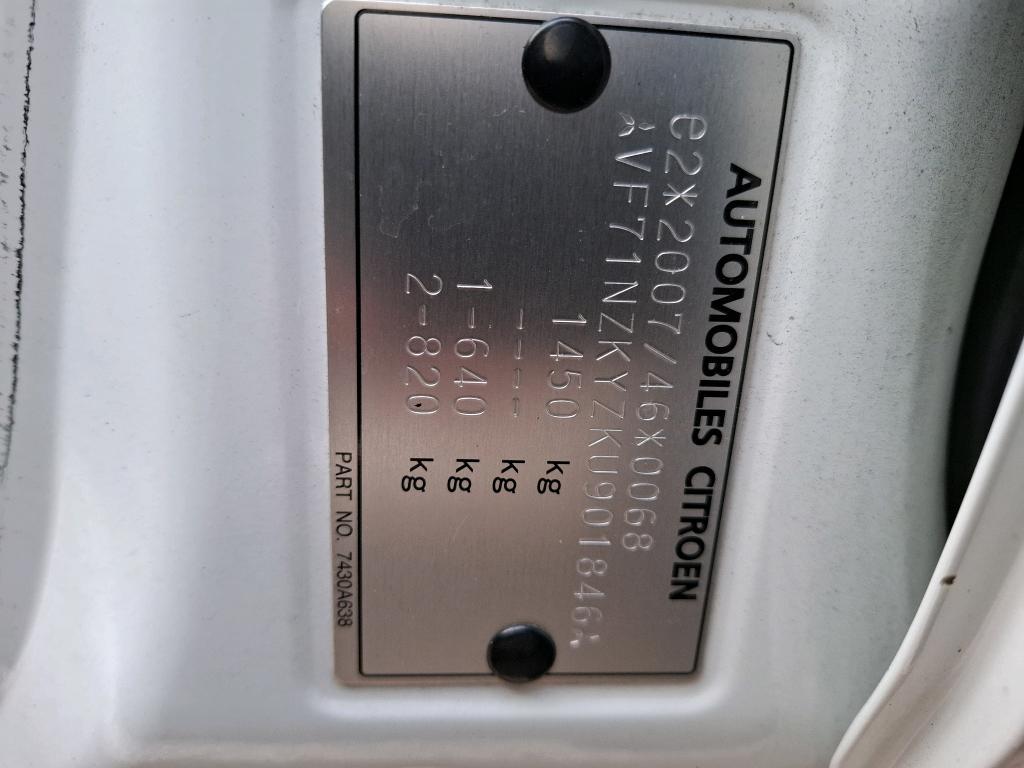 AUTOMOBILES CITROEN
e2*2007/46*0068
VF71NZKYZKU901846
1450 kg
---- kg
1-640 kg
2-820 kg
PART NO. 7430A638